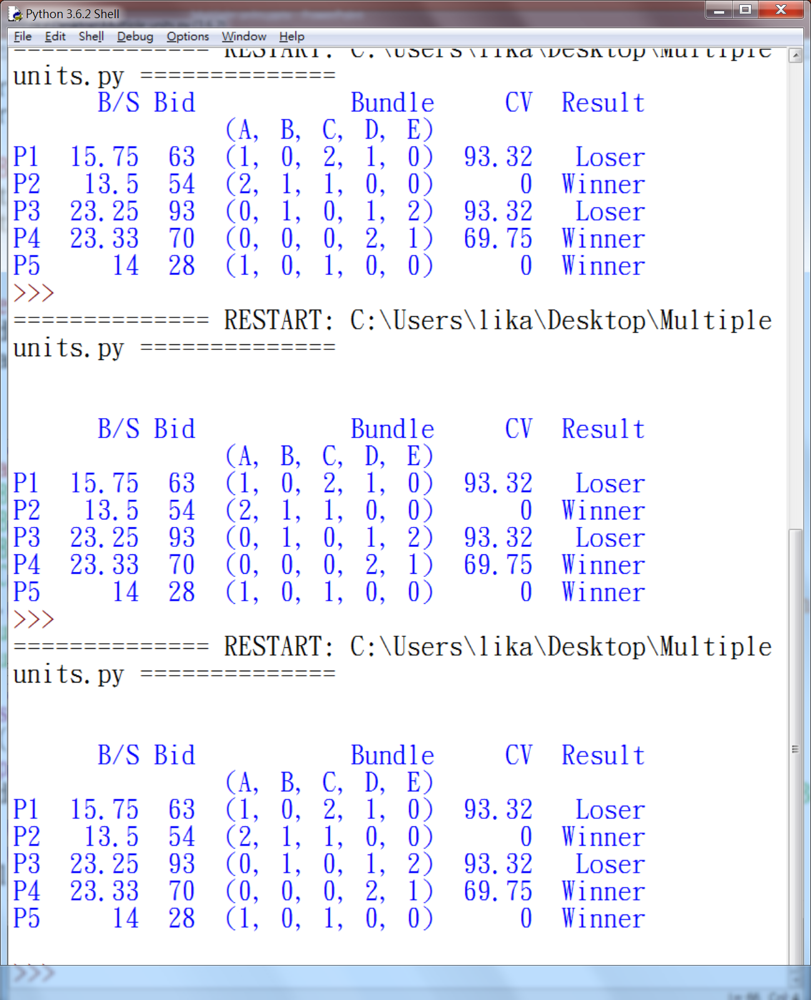 Python 3.6.2 Shell
File Edit Shell Debug Options Window Help
============== RESTART: C:\Users\lika\Desktop\Multiple
units.py ==============
B/S Bid Bundle CV Result
(A, B, C, D, E)
P1 15.75 63 (1, 0, 2, 1, 0) 93.32 Loser
P2 13.5 54 (2, 1, 1, 0, 0) 0 Winner
P3 23.25 93 (0, 1, 0, 1, 2) 93.32 Loser
P4 23.33 70 (0, 0, 0, 2, 1) 69.75 Winner
P5 14 28 (1, 0, 1, 0, 0) 0 Winner
>>>
============== RESTART: C:\Users\lika\Desktop\Multiple
units.py ==============
B/S Bid Bundle CV Result
(A, B, C, D, E)
P1 15.75 63 (1, 0, 2, 1, 0) 93.32 Loser
P2 13.5 54 (2, 1, 1, 0, 0) 0 Winner
P3 23.25 93 (0, 1, 0, 1, 2) 93.32 Loser
P4 23.33 70 (0, 0, 0, 2, 1) 69.75 Winner
P5 14 28 (1, 0, 1, 0, 0) 0 Winner
>>>
============== RESTART: C:\Users\lika\Desktop\Multiple
units.py ==============
B/S Bid Bundle CV Result
(A, B, C, D, E)
P1 15.75 63 (1, 0, 2, 1, 0) 93.32 Loser
P2 13.5 54 (2, 1, 1, 0, 0) 0 Winner
P3 23.25 93 (0, 1, 0, 1, 2) 93.32 Loser
P4 23.33 70 (0, 0, 0, 2, 1) 69.75 Winner
P5 14 28 (1, 0, 1, 0, 0) 0 Winner
>>>